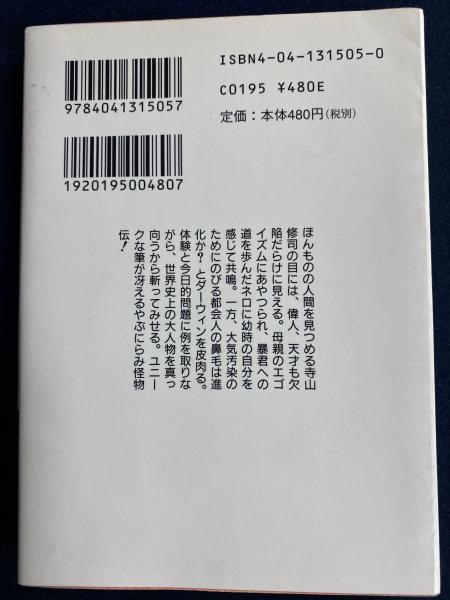 ISBN4-04-131505-0
C0195 ¥480E
定価：本体480円（税別）
9784041315057
1920195004807
ほんものの人間を見つめる寺山
修司の目には、偉人、天才も欠
陥だらけに見える。母親のエゴ
イズムにあやつられ、暴君への
道を歩んだネロに幼時の自分を
感じて共鳴。一方、大気汚染の
ためにのびる都会人の鼻毛は進
化か？とダーウィンを皮肉る。
体験と今日的問題に例を取りな
がら、世界史上の大人物を真っ
向うから斬ってみせる。ユニー
クな筆が冴えるやぶにらみ怪物
伝！